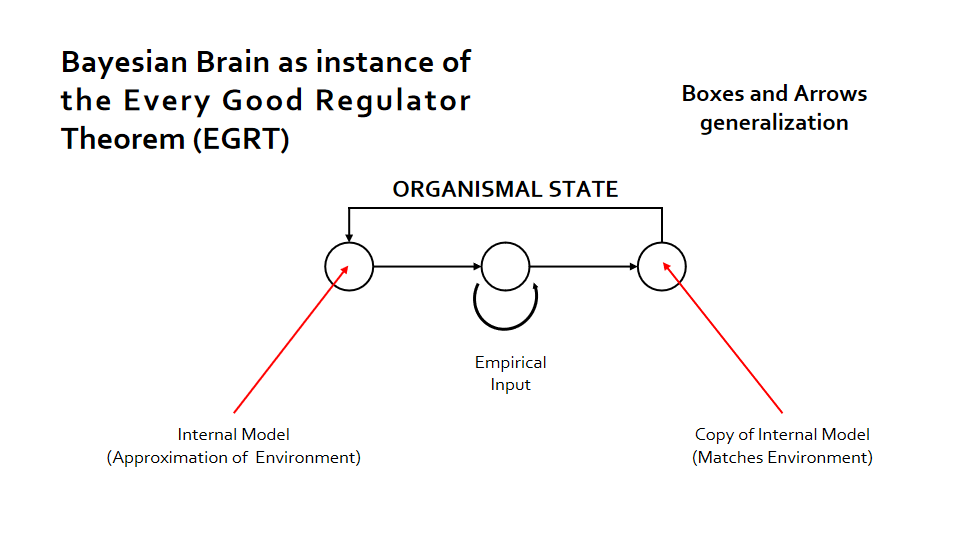 Bayesian Brain as instance of
the Every Good Regulator
Theorem (EGRT)
Boxes and Arrows
generalization
ORGANISMAL STATE
Empirical
Input
Internal Model
(Approximation of Environment)
Copy of Internal Model
(Matches Environment)